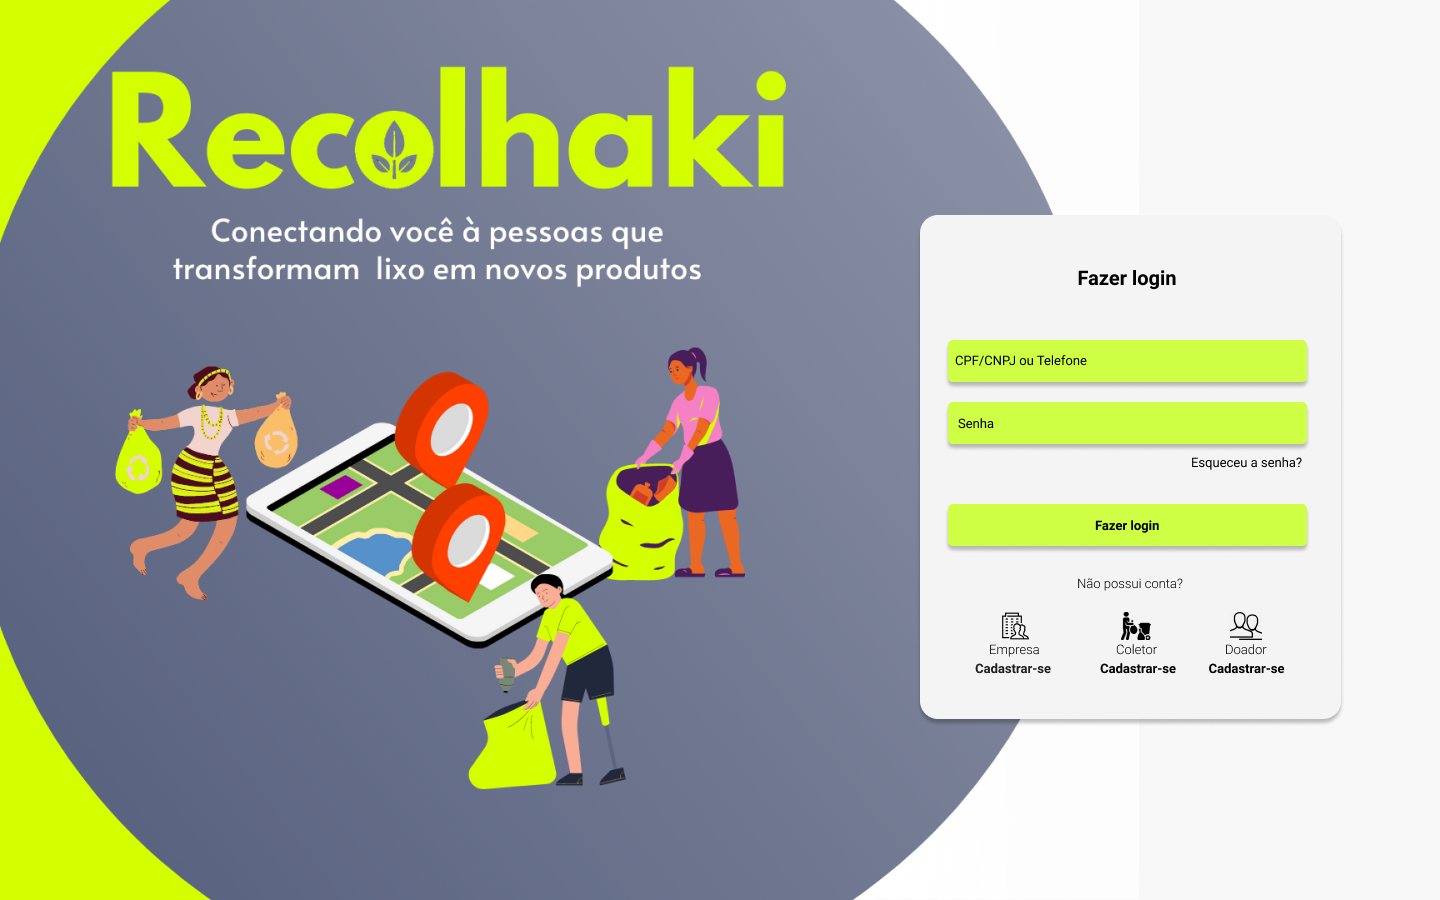 Recolhaki
Conectando você à pessoas que
transformam lixo em novos produtos
Fazer login
CPF/CNPJ ou Telefone
Senha
Esqueceu a senha?
Fazer login
Não possui conta?
Empresa Coletor Doador
Cadastrar-se Cadastrar-se Cadastrar-se